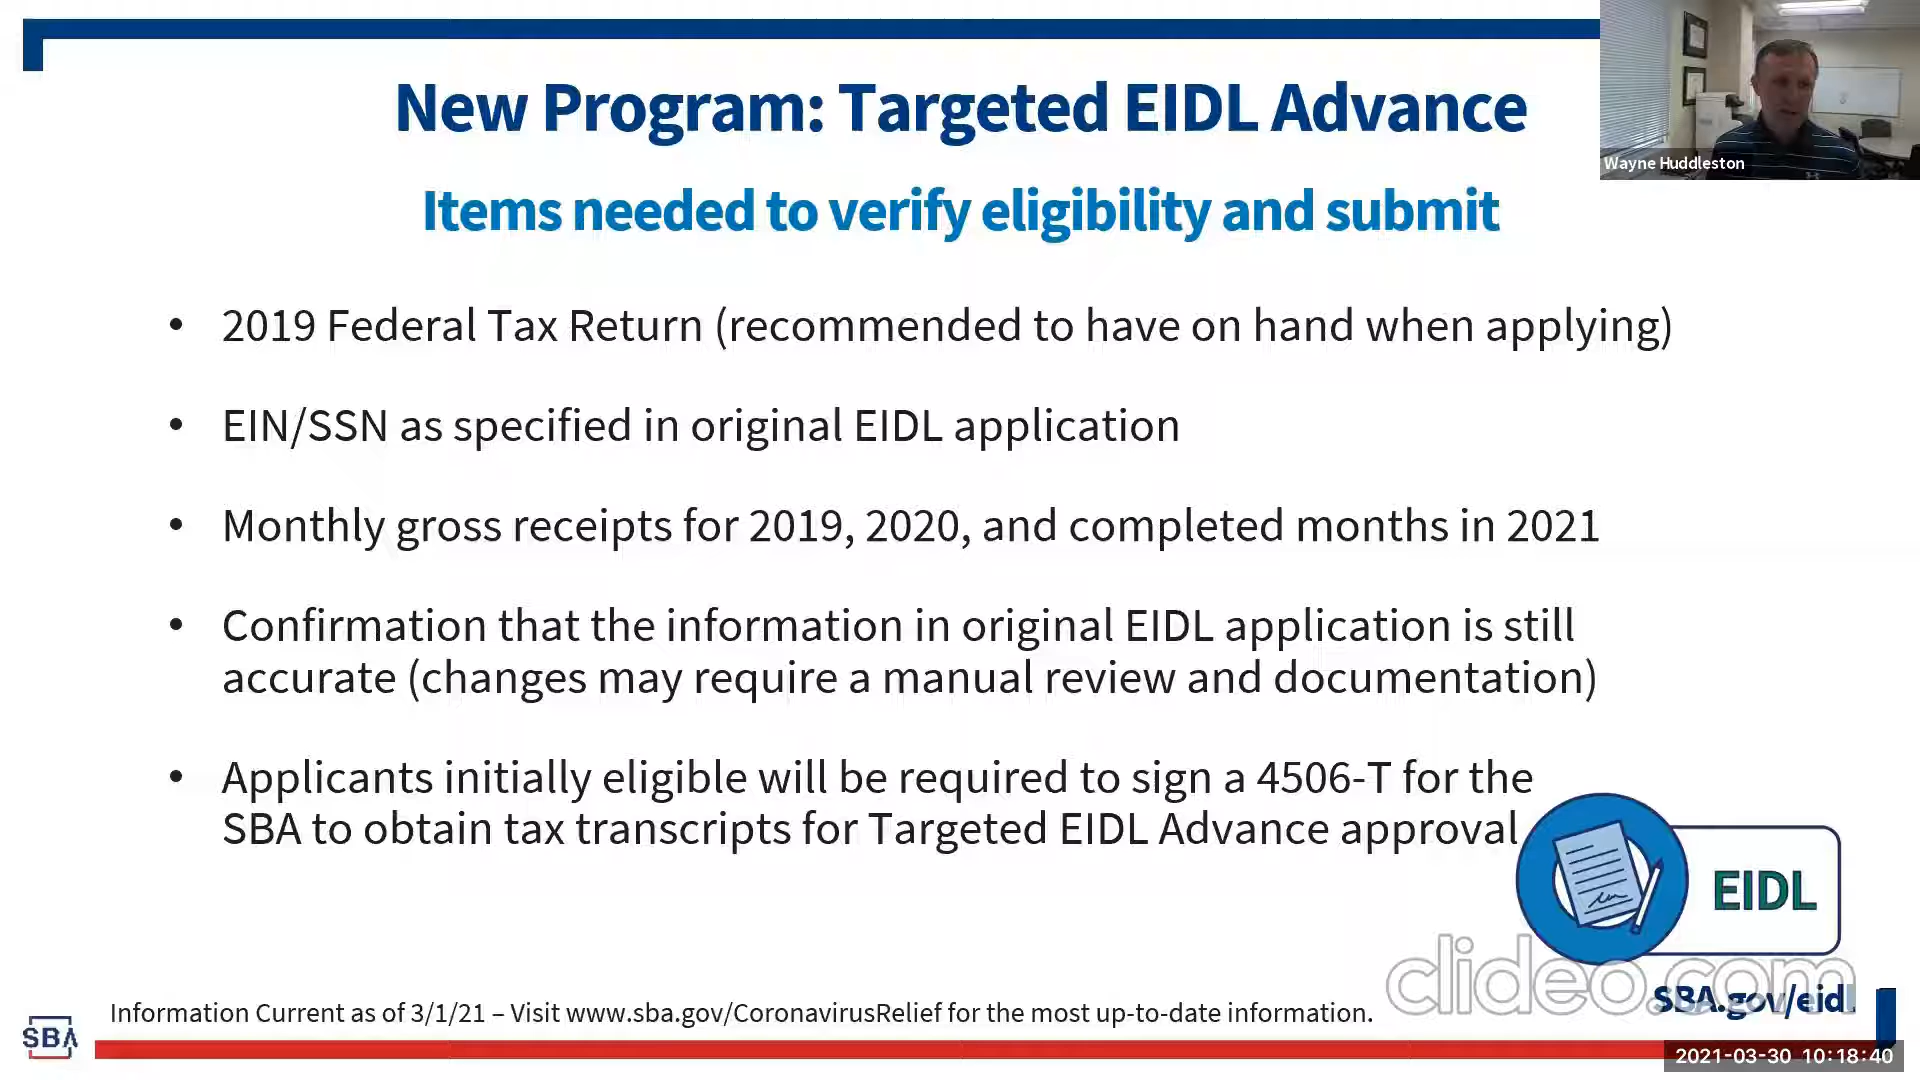 New Program: Targeted EIDL Advance
Wayne Huddleston
Items needed to verify eligibility and submit
• 2019 Federal Tax Return (recommended to have on hand when applying)
• EIN/SSN as specified in original EIDL application
• Monthly gross receipts for 2019, 2020, and completed months in 2021
• Confirmation that the information in original EIDL application is still
accurate (changes may require a manual review and documentation)
• Applicants initially eligible will be required to sign a 4506-T for the
SBA to obtain tax transcripts for Targeted EIDL Advance approval
EIDL
clideo.com
SBA.gov/eidl
Information Current as of 3/1/21 – Visit www.sba.gov/CoronavirusRelief for the most up-to-date information.
SBA
2021-03-30 10:18:40